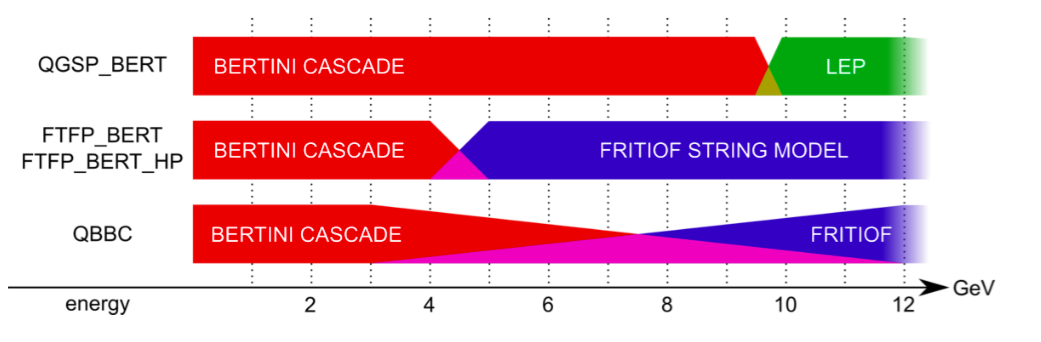 QGSP_BERT
BERTINI CASCADE
LEP
FTFP_BERT
FTFP_BERT_HP
BERTINI CASCADE
FRITIOF STRING MODEL
QBBC
BERTINI CASCADE
FRITIOF
GeV
energy
2
4
6
8
10
12